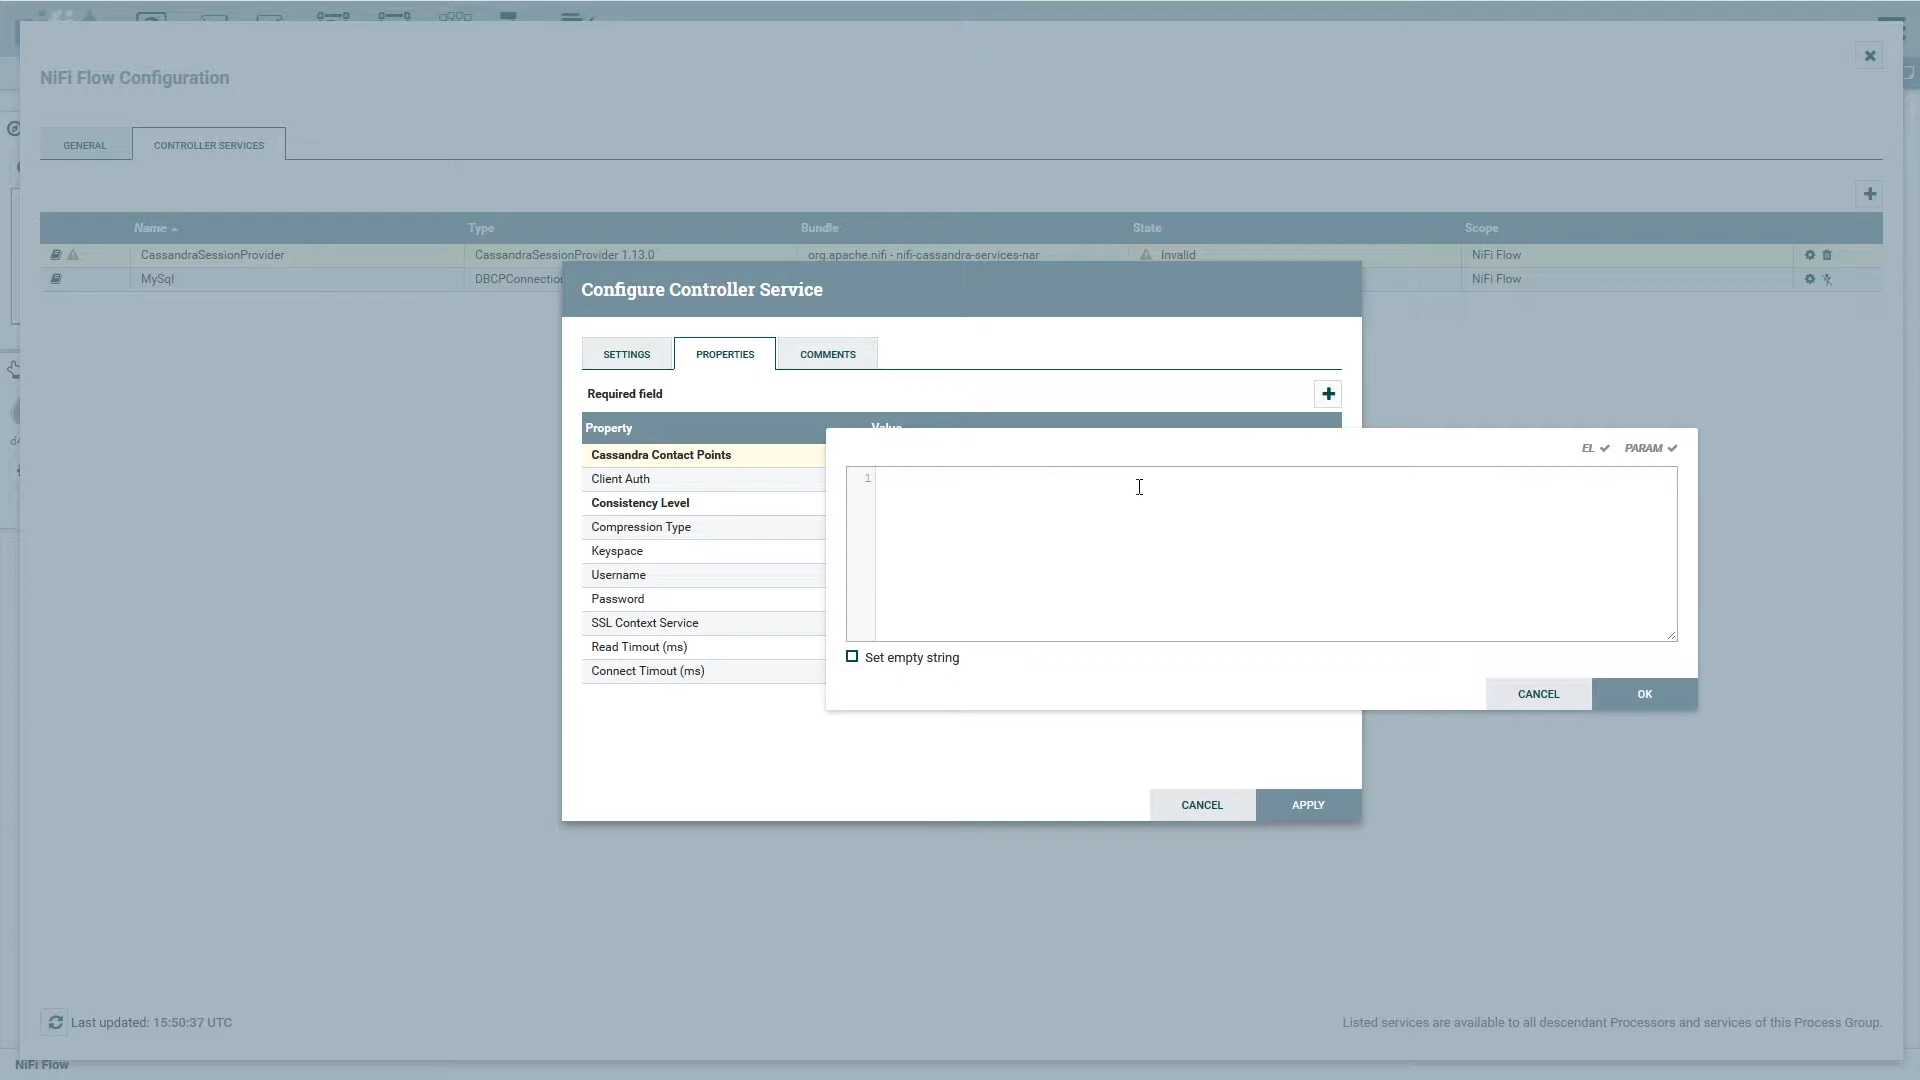 NiFi Flow Configuration
GENERAL
CONTROLLER SERVICES
Name
Type
Bundle
State
Scope
CassandraSessionProvider
CassandraSessionProvider 1.13.0
org.apache.nifi - nifi-cassandra-services-nar
Invalid
NiFi Flow
MySql
NiFi Flow
Configure Controller Service
SETTINGS
PROPERTIES
COMMENTS
Required field
Property
Value
Cassandra Contact Points
Client Auth
Consistency Level
Compression Type
Keyspace
Username
Password
SSL Context Service
Read Timout (ms)
Connect Timout (ms)
EL
PARAM
1
Set empty string
CANCEL
OK
CANCEL
APPLY
Last updated: 15:50:37 UTC
Listed services are available to all descendant Processors and services of this Process Group.
NiFi Flow